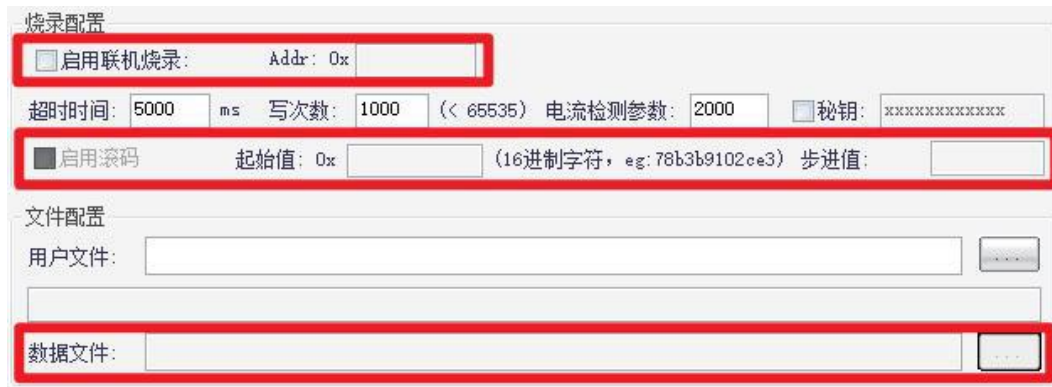 烧录配置
启用联机烧录: Addr: 0x
超时时间: 5000 ms 写次数: 1000 (< 65535) 电流检测参数: 2000 秘钥: xxxxxxxxxxxx
启用滚码 起始值: 0x (16进制字符，eg:78b3b9102ce3) 步进值:
文件配置
用户文件: ...
数据文件: ...